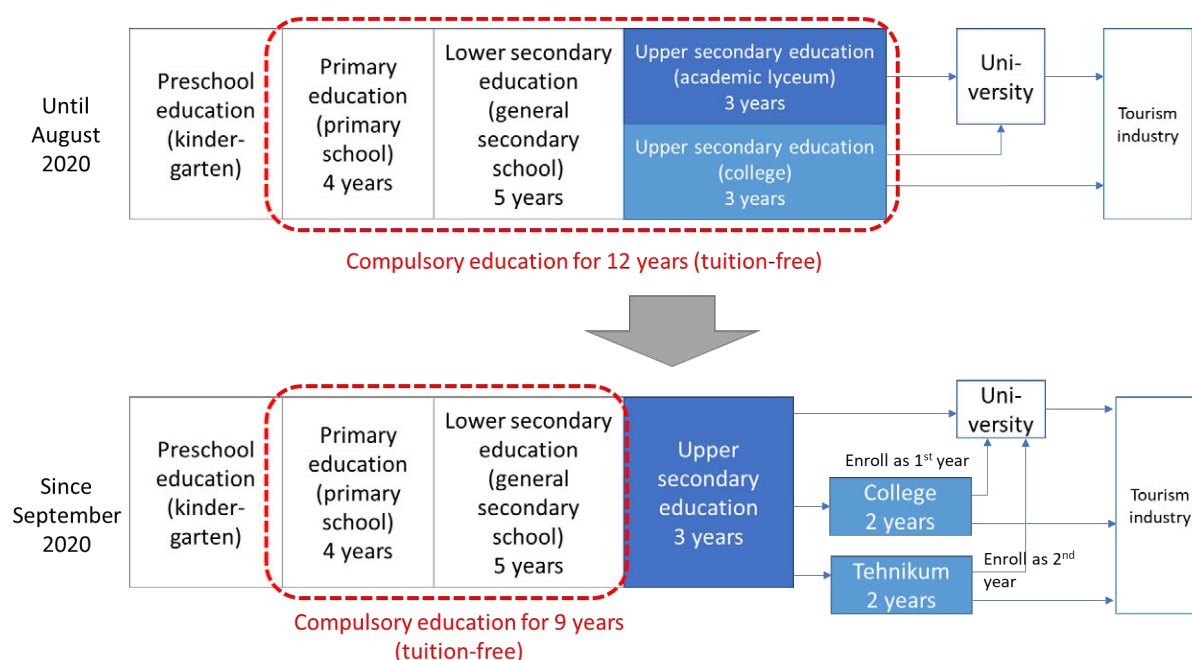 Until
August
2020
Preschool
education
(kinder-
garten)
Primary
education
(primary
school)
4 years
Lower secondary
education
(general
secondary
school)
5 years
Upper secondary education
(academic lyceum)
3 years
Upper secondary education
(college)
3 years
Uni-
versity
Tourism
industry
Compulsory education for 12 years (tuition-free)
Since
September
2020
Preschool
education
(kinder-
garten)
Primary
education
(primary
school)
4 years
Lower secondary
education
(general
secondary
school)
5 years
Upper
secondary
education
3 years
Uni-
versity
Enroll as 1st year
College
2 years
Enroll as 2nd
year
Tehnikum
2 years
Tourism
industry
Compulsory education for 9 years
(tuition-free)